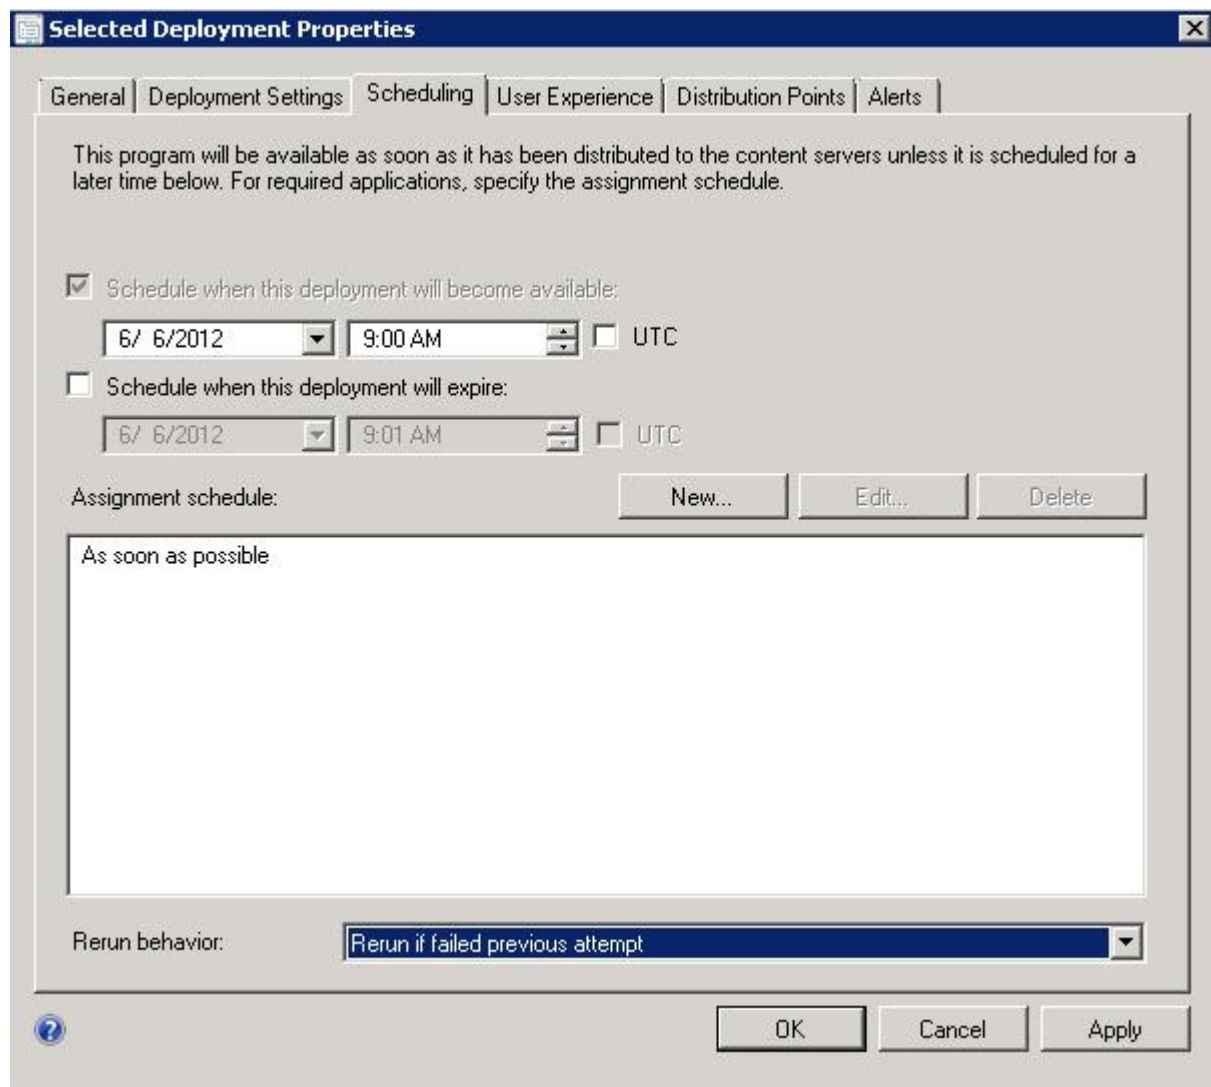 Selected Deployment Properties
General Deployment Settings Scheduling User Experience Distribution Points Alerts
This program will be available as soon as it has been distributed to the content servers unless it is scheduled for a
later time below. For required applications, specify the assignment schedule.
Schedule when this deployment will become available:
6/ 6/2012 9:00 AM UTC
Schedule when this deployment will expire:
6/ 6/2012 9:01 AM UTC
Assignment schedule: New... Edit... Delete
As soon as possible
Rerun behavior: Rerun if failed previous attempt
? OK Cancel Apply